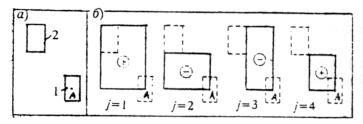 а) б)
2
1 A
+ − − +
A A A A
j=1 j=2 j=3 j=4